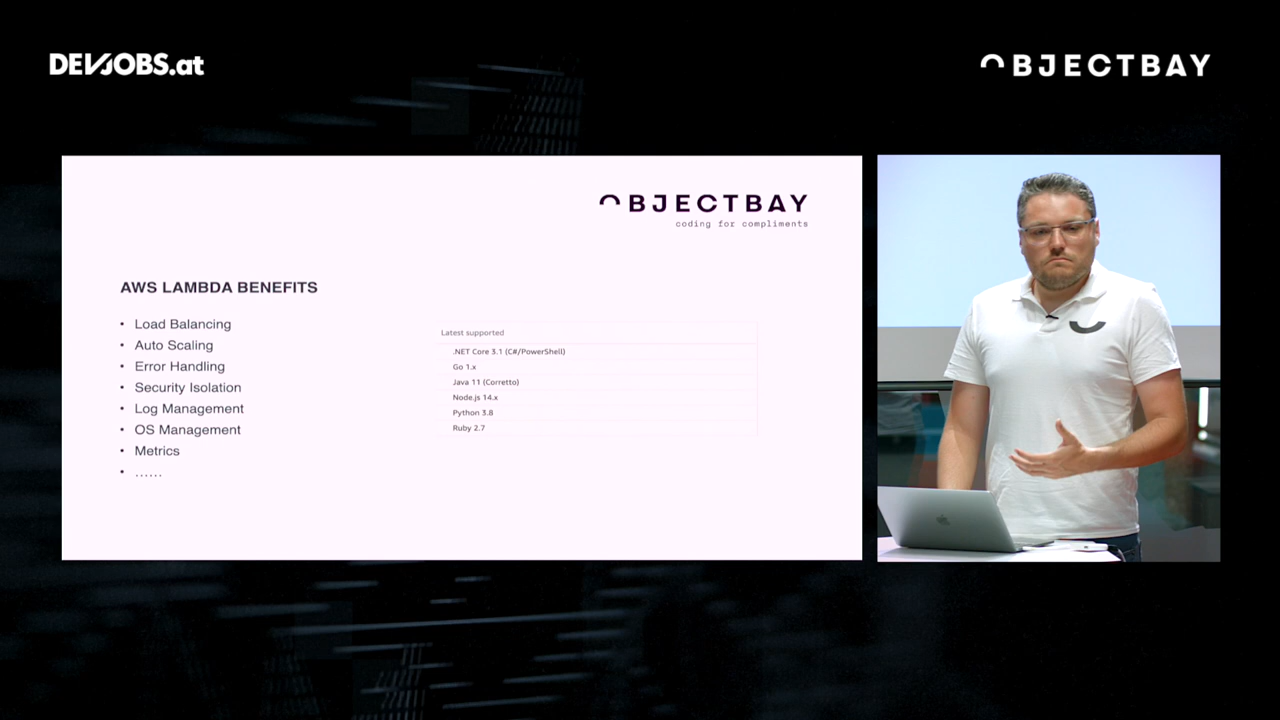 DEVJOBS.at
OBJECTBAY
OBJECTBAY
coding for compliments
AWS LAMBDA BENEFITS
• Load Balancing
• Auto Scaling
• Error Handling
• Security Isolation
• Log Management
• OS Management
• Metrics
• ......
Latest supported
.NET Core 3.1 (C#/PowerShell)
Go 1.x
Java 11 (Corretto)
Node.js 14.x
Python 3.8
Ruby 2.7